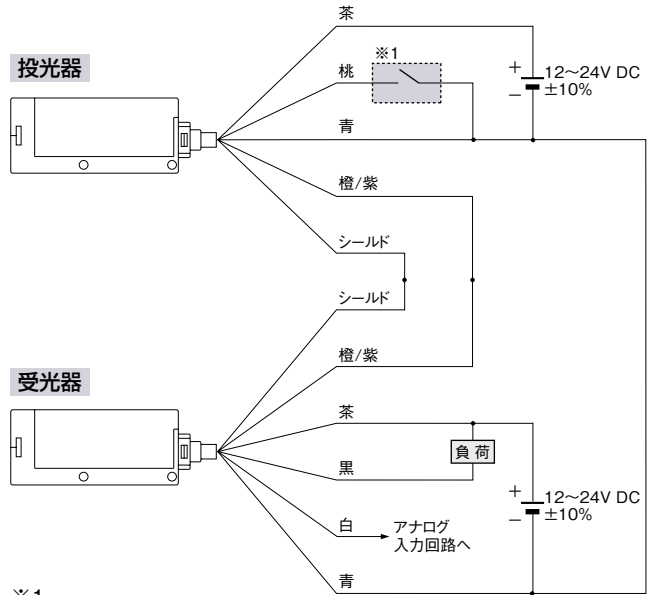 茶
投光器
※1
桃
＋
12～24V DC
±10%
－
青
橙/紫
シールド
シールド
橙/紫
受光器
茶
負荷
黒
＋
12～24V DC
±10%
－
白
アナログ
入力回路へ
青
※1